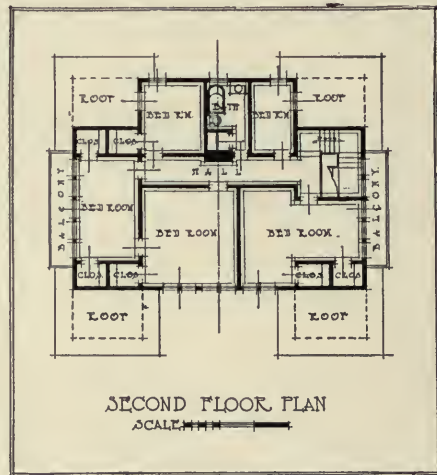 ROOF
BED RM.
BATH
BED RM.
ROOF
CLOS
CLOS
HALL
BALCONY
BED ROOM
BED ROOM
BED ROOM
BALCONY
CLOS
CLOS
CLOS
CLOS
ROOF
ROOF
SECOND FLOOR PLAN
SCALE